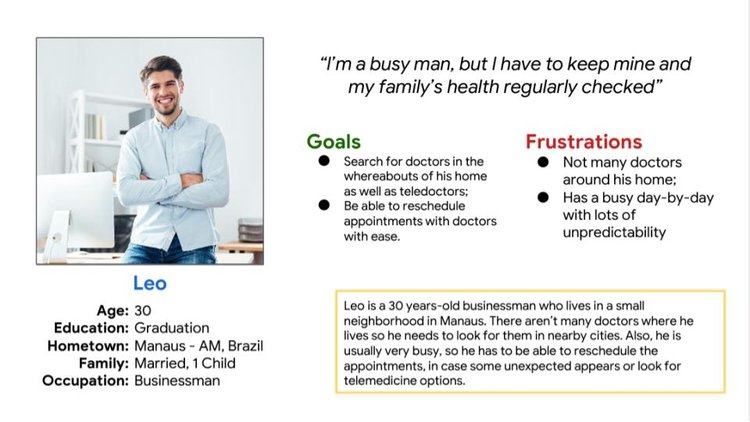 “I’m a busy man, but I have to keep mine and
my family’s health regularly checked”
Goals
● Search for doctors in the
whereabouts of his home
as well as teledoctors;
● Be able to reschedule
appointments with doctors
with ease.
Frustrations
● Not many doctors
around his home;
● Has a busy day-by-day
with lots of
unpredictability
Leo
Age: 30
Education: Graduation
Hometown: Manaus - AM, Brazil
Family: Married, 1 Child
Occupation: Businessman
Leo is a 30 years-old businessman who lives in a small
neighborhood in Manaus. There aren’t many doctors where he
lives so he needs to look for them in nearby cities. Also, he is
usually very busy, so he has to be able to reschedule the
appointments, in case some unexpected appears or look for
telemedicine options.